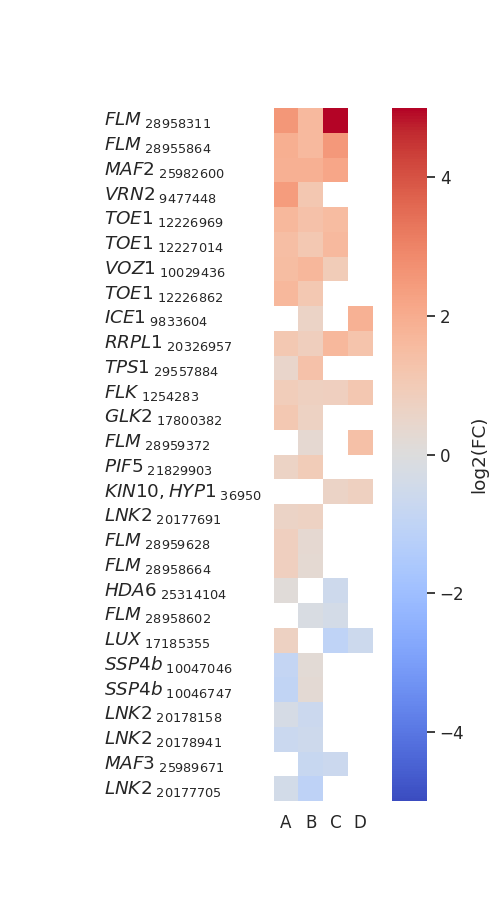 FLM 28958311
FLM 28955864
MAF2 25982600
VRN2 9477448
TOE1 12226969
TOE1 12227014
VOZ1 10029436
TOE1 12226862
ICE1 9833604
RRPL1 20326957
TPS1 29557884
FLK 1254283
GLK2 17800382
FLM 28959372
PIF5 21829903
KIN10, HYP1 36950
LNK2 20177691
FLM 28959628
FLM 28958664
HDA6 25314104
FLM 28958602
LUX 17185355
SSP4b 10047046
SSP4b 10046747
LNK2 20178158
LNK2 20178941
MAF3 25989671
LNK2 20177705
A B C D
4
2
0
−2
−4
log2(FC)